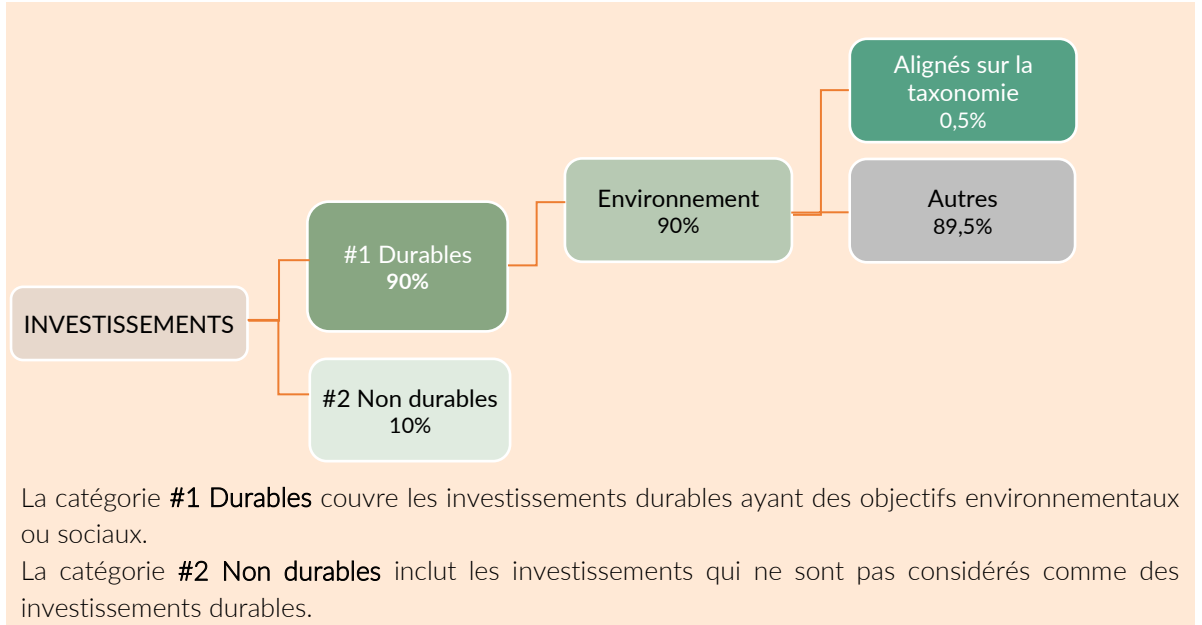 Alignés sur la
taxonomie
0,5%
Environnement
90%
Autres
89,5%
#1 Durables
90%
INVESTISSEMENTS
#2 Non durables
10%
La catégorie #1 Durables couvre les investissements durables ayant des objectifs environnementaux
ou sociaux.
La catégorie #2 Non durables inclut les investissements qui ne sont pas considérés comme des
investissements durables.